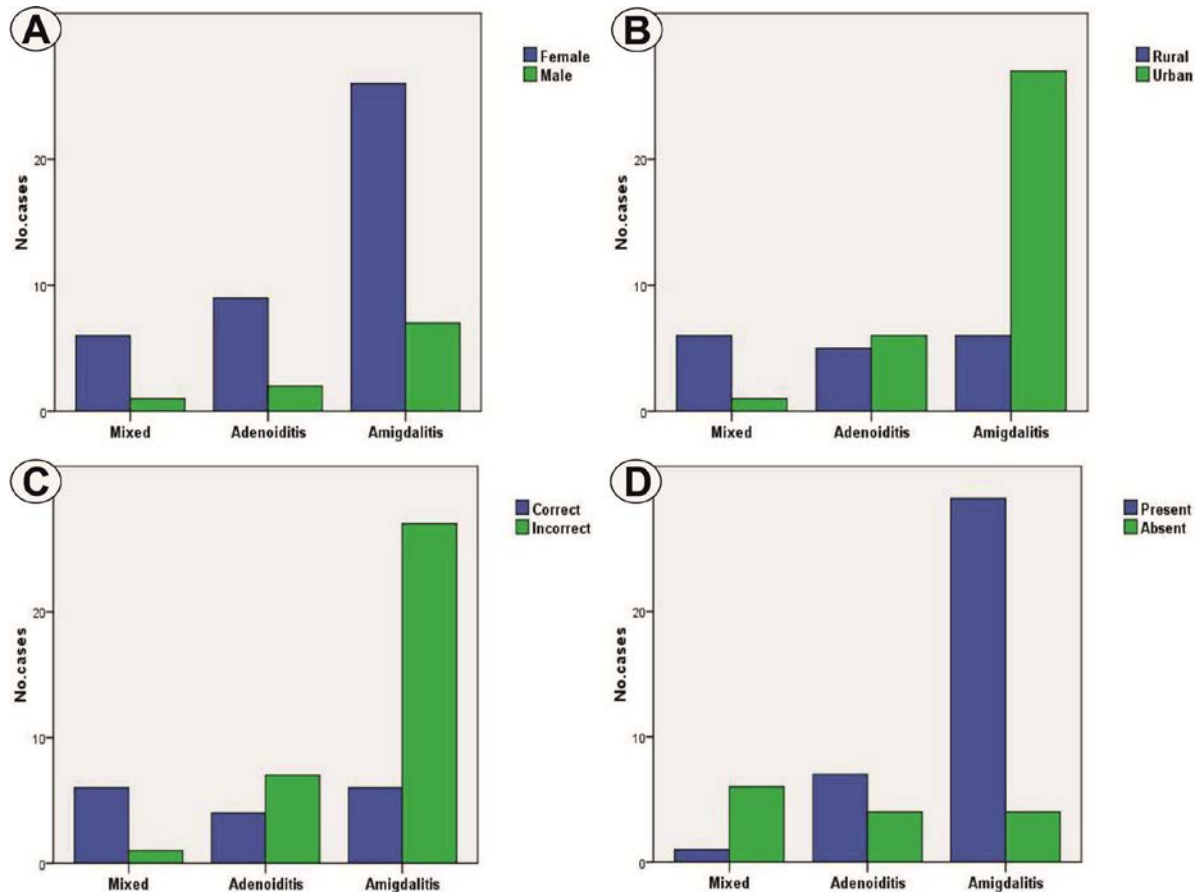 A
Female
Male
No.cases
20
10
0
Mixed Adenoiditis Amigdalitis
B
Rural
Urban
No.cases
20
10
0
Mixed Adenoiditis Amigdalitis
C
Correct
Incorrect
No.cases
20
10
0
Mixed Adenoiditis Amigdalitis
D
Present
Absent
No.cases
20
10
0
Mixed Adenoiditis Amigdalitis